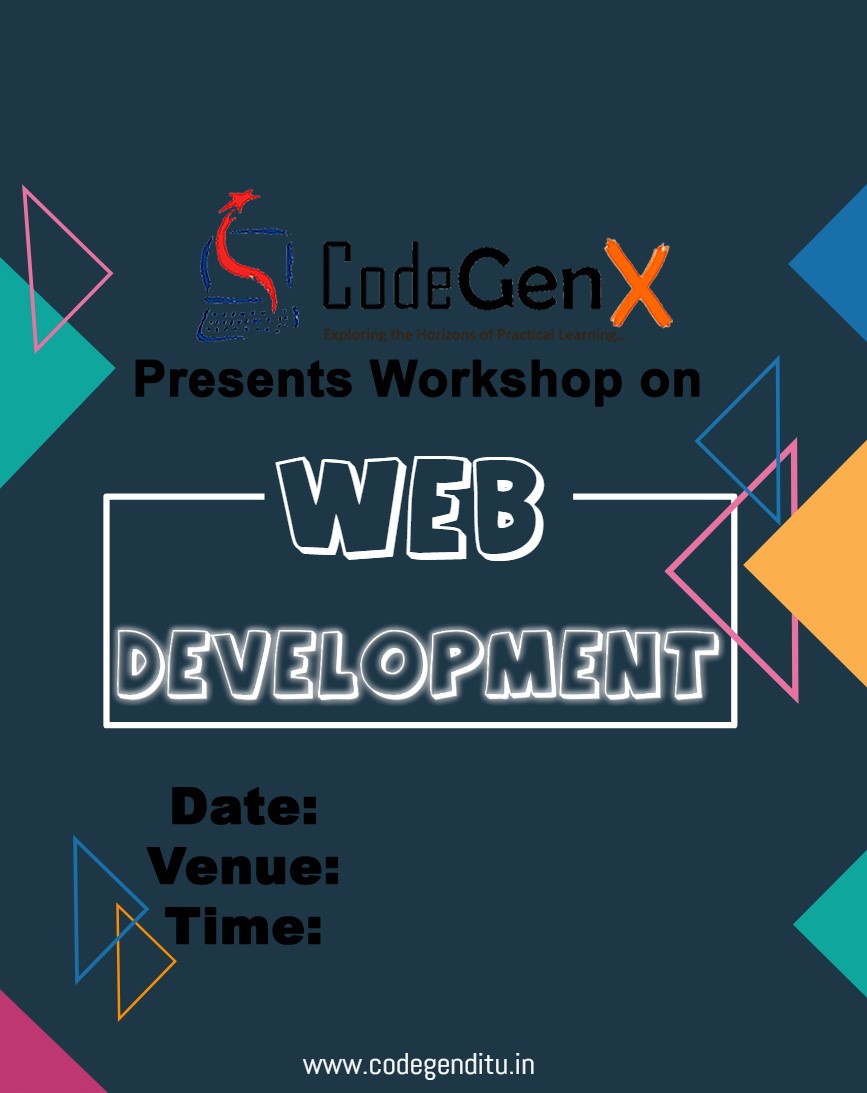 CodeGenX
Exploring the Horizons of Practical Learning...
Presents Workshop on
WEB
DEVELOPMENT
Date:
Venue:
Time:
www.codegenditu.in